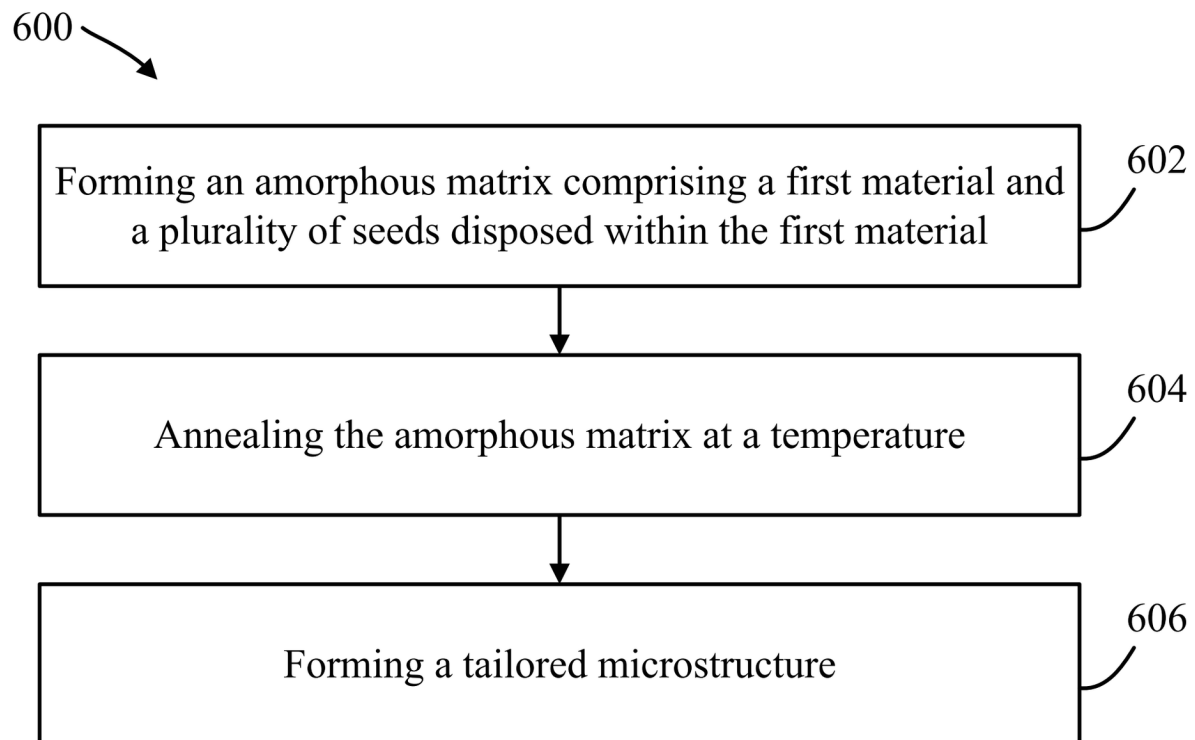 600
Forming an amorphous matrix comprising a first material and
a plurality of seeds disposed within the first material
602
Annealing the amorphous matrix at a temperature
604
Forming a tailored microstructure
606